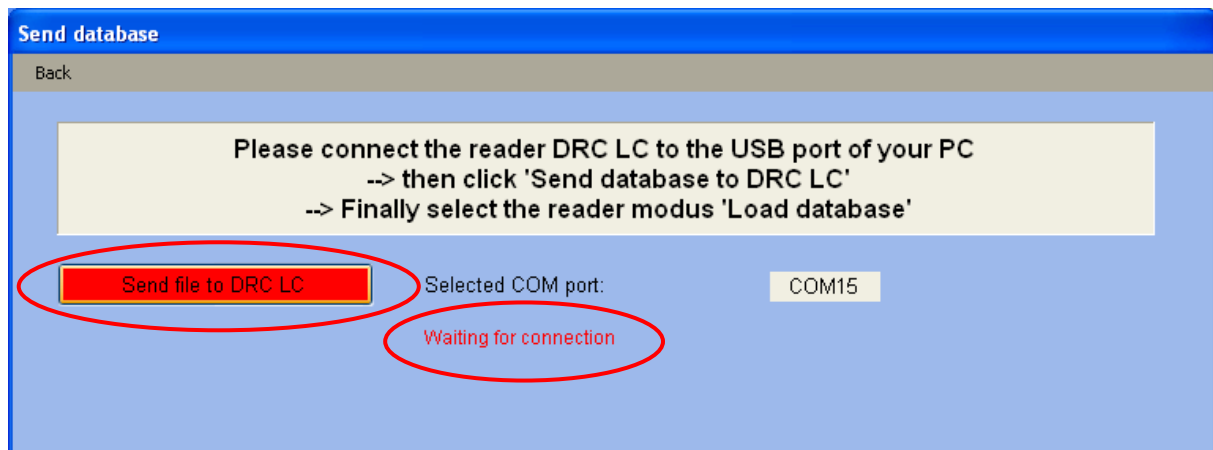 Send database
Back
Please connect the reader DRC LC to the USB port of your PC
--> then click 'Send database to DRC LC'
--> Finally select the reader modus 'Load database'
Send file to DRC LC Selected COM port: COM15
Waiting for connection